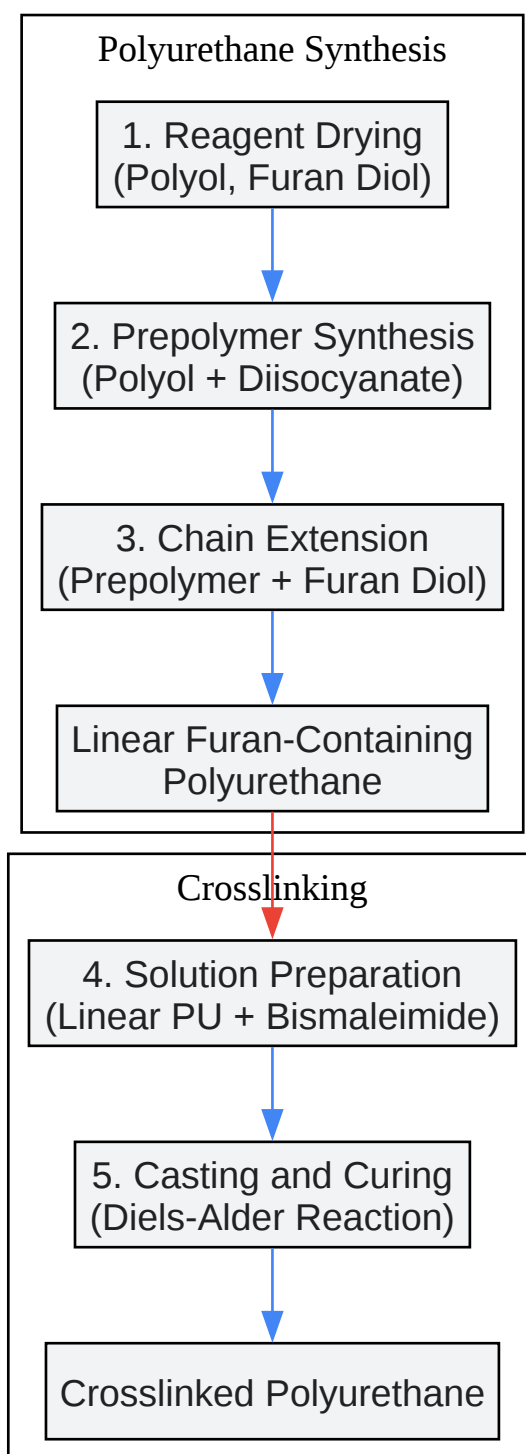 Polyurethane Synthesis
1. Reagent Drying
(Polyol, Furan Diol)
2. Prepolymer Synthesis
(Polyol + Diisocyanate)
3. Chain Extension
(Prepolymer + Furan Diol)
Linear Furan-Containing
Polyurethane
Crosslinking
4. Solution Preparation
(Linear PU + Bismaleimide)
5. Casting and Curing
(Diels-Alder Reaction)
Crosslinked Polyurethane